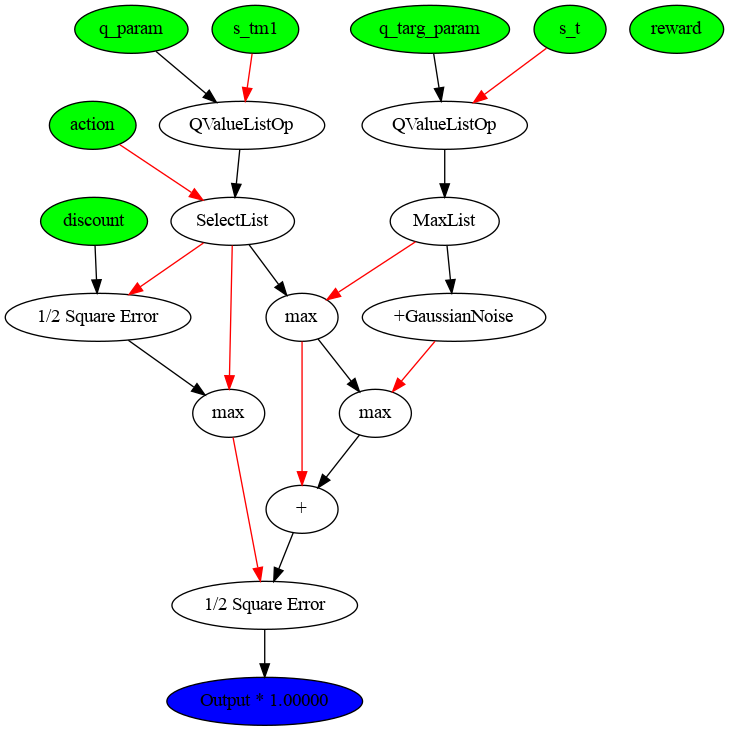 q_param
s_tm1
q_targ_param
s_t
reward
action
QValueListOp
QValueListOp
discount
SelectList
MaxList
1/2 Square Error
max
+GaussianNoise
max
max
+
1/2 Square Error
Output * 1.00000